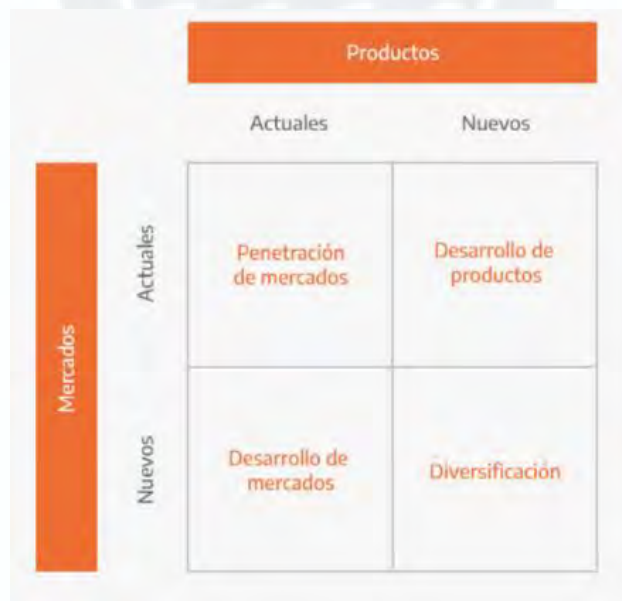 Productos
Actuales
Nuevos
Mercados
Actuales
Penetración
de mercados
Desarrollo de
productos
Nuevos
Desarrollo de
mercados
Diversificación